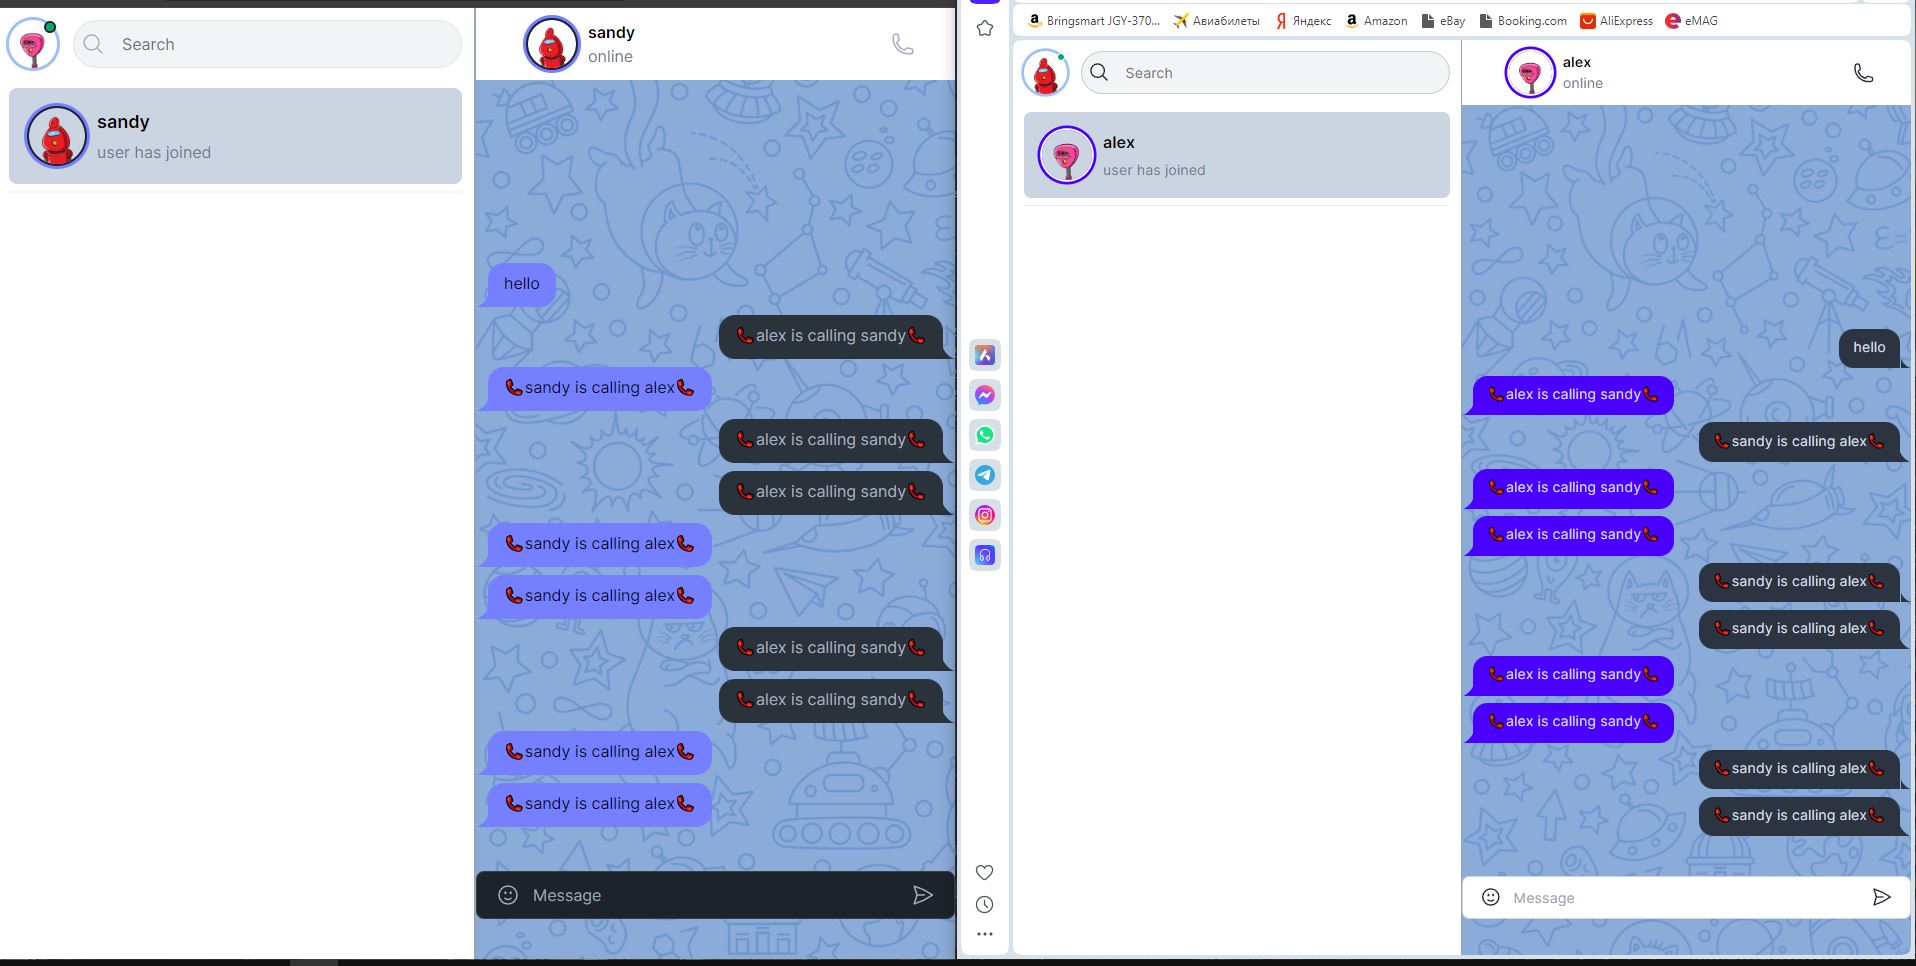 Search
sandy
user has joined
sandy
online
hello
📞alex is calling sandy📞
📞sandy is calling alex📞
📞alex is calling sandy📞
📞alex is calling sandy📞
📞sandy is calling alex📞
📞sandy is calling alex📞
📞alex is calling sandy📞
📞alex is calling sandy📞
📞sandy is calling alex📞
📞sandy is calling alex📞
Message
Bringsmart JGY-370... Авиабилеты Яндекс Amazon eBay Booking.com AliExpress eMAG
Search
alex
user has joined
alex
online
hello
📞alex is calling sandy📞
📞sandy is calling alex📞
📞alex is calling sandy📞
📞alex is calling sandy📞
📞sandy is calling alex📞
📞sandy is calling alex📞
📞alex is calling sandy📞
📞alex is calling sandy📞
📞sandy is calling alex📞
📞sandy is calling alex📞
Message